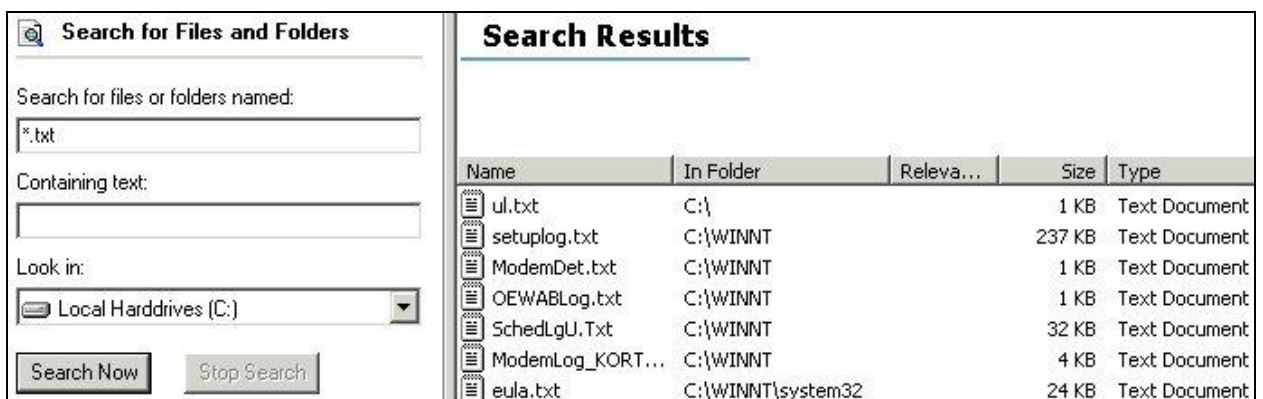 Search for Files and Folders
Search for files or folders named:
*.txt
Containing text:
Look in:
Local Harddrives (C:)
Search Now Stop Search
Search Results
Name In Folder Releva... Size Type
ul.txt C:\ 1 KB Text Document
setuplog.txt C:\WINNT 237 KB Text Document
ModemDet.txt C:\WINNT 1 KB Text Document
OEWABLog.txt C:\WINNT 1 KB Text Document
SchedLgU.Txt C:\WINNT 32 KB Text Document
ModemLog_KORT... C:\WINNT 4 KB Text Document
eula.txt C:\WINNT\system32 24 KB Text Document